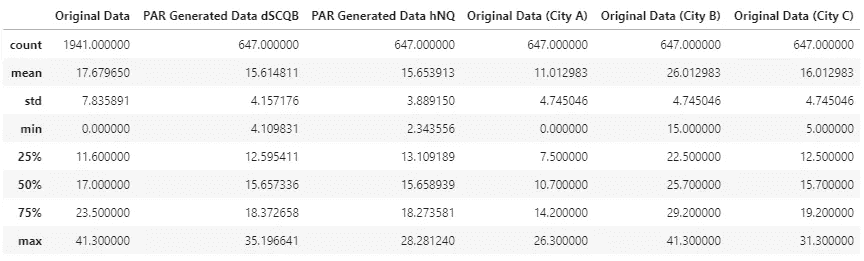 Original Data PAR Generated Data dSCQB PAR Generated Data hNQ Original Data (City A) Original Data (City B) Original Data (City C)
count 1941.000000 647.000000 647.000000 647.000000 647.000000 647.000000
mean 17.679650 15.614811 15.653913 11.012983 26.012983 16.012983
std 7.835891 4.157176 3.889150 4.745046 4.745046 4.745046
min 0.000000 4.109831 2.343556 0.000000 15.000000 5.000000
25% 11.600000 12.595411 13.109189 7.500000 22.500000 12.500000
50% 17.000000 15.657336 15.658939 10.700000 25.700000 15.700000
75% 23.500000 18.372658 18.273581 14.200000 29.200000 19.200000
max 41.300000 35.196641 28.281240 26.300000 41.300000 31.300000